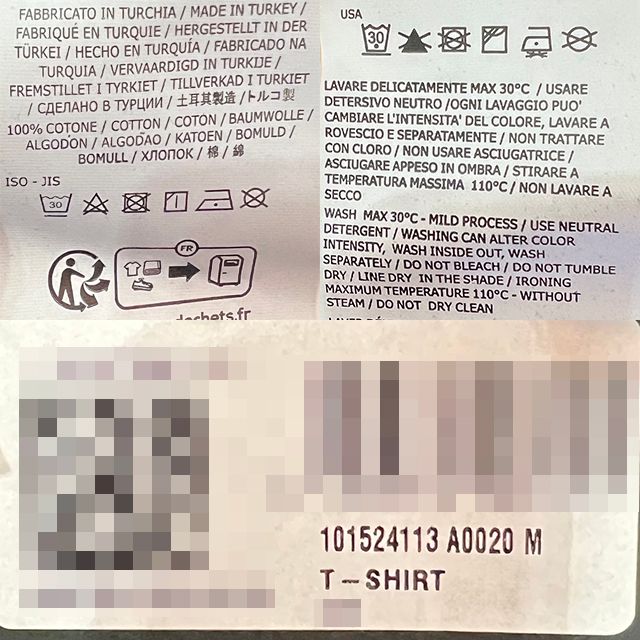 FABBRICATO IN TURCHIA / MADE IN TURKEY /
FABRIQUÉ EN TURQUIE / HERGESTELLT IN DER
TÜRKEI / HECHO EN TURQUÍA / FABRICADO NA
TURQUIA / VERVAARDIGD IN TURKIJE /
FREMSTILLET I TYRKIET / TILLVERKAD I TURKIET
/ СДЕЛАНО В ТУРЦИИ / 土耳其製造 / トルコ製
100% COTONE / COTTON / COTON / BAUMWOLLE /
ALGODÓN / ALGODÃO / KATOEN / BOMULD /
BOMULL / ХЛОПОК / 棉 / 綿
ISO - JIS
30
FR
dechets.fr
USA
30
LAVARE DELICATAMENTE MAX 30°C / USARE
DETERSIVO NEUTRO / OGNI LAVAGGIO PUO'
CAMBIARE L'INTENSITA' DEL COLORE, LAVARE A
ROVESCIO E SEPARATAMENTE / NON TRATTARE
CON CLORO / NON USARE ASCIUGATRICE /
ASCIUGARE APPESO IN OMBRA / STIRARE A
TEMPERATURA MASSIMA 110°C / NON LAVARE A
SECCO
WASH MAX 30°C - MILD PROCESS / USE NEUTRAL
DETERGENT / WASHING CAN ALTER COLOR
INTENSITY, WASH INSIDE OUT, WASH
SEPARATELY / DO NOT BLEACH / DO NOT TUMBLE
DRY / LINE DRY IN THE SHADE / IRONING
MAXIMUM TEMPERATURE 110°C - WITHOUT
STEAM / DO NOT DRY CLEAN
101524113 A0020 M
T-SHIRT